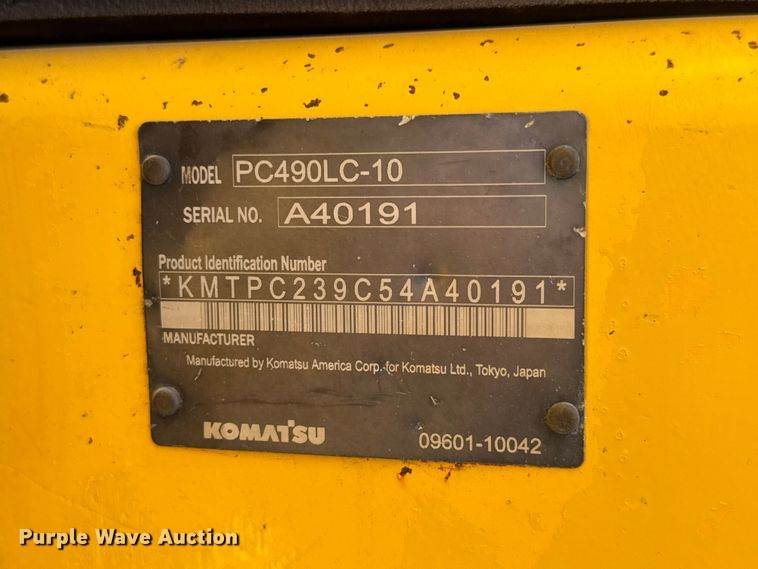 MODEL PC490LC-10
SERIAL NO. A40191
Product Identification Number
*KMTPC239C54A40191*
MANUFACTURER
Manufactured by Komatsu America Corp. for Komatsu Ltd., Tokyo, Japan
KOMATSU 09601-10042
Purple Wave Auction